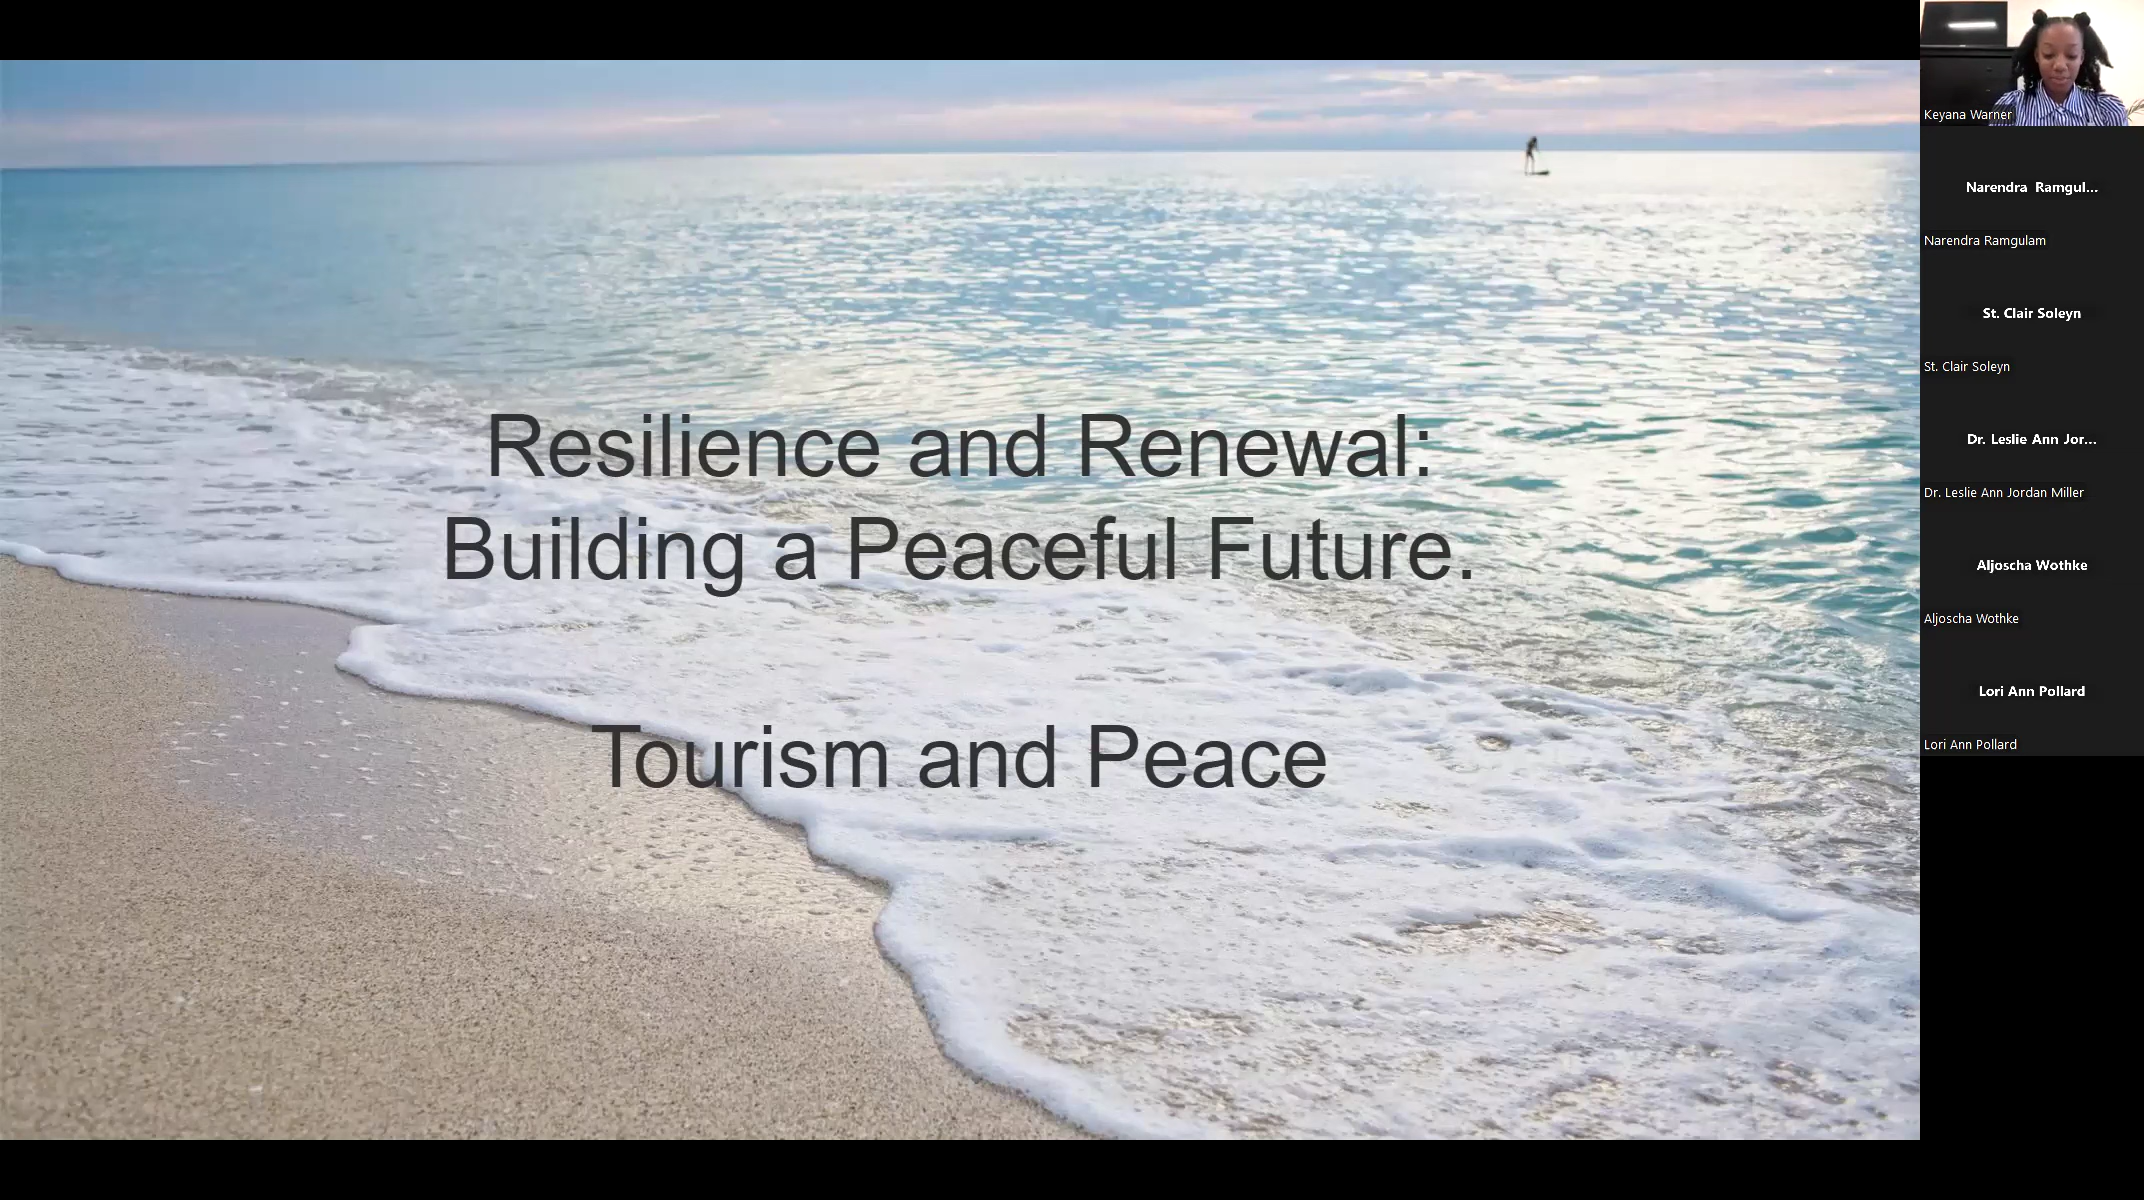 Resilience and Renewal:
Building a Peaceful Future.
Tourism and Peace
Keyana Warner
Narendra Ramgul...
Narendra Ramgulam
St. Clair Soleyn
St. Clair Soleyn
Dr. Leslie Ann Jor...
Dr. Leslie Ann Jordan Miller
Aljoscha Wothke
Aljoscha Wothke
Lori Ann Pollard
Lori Ann Pollard